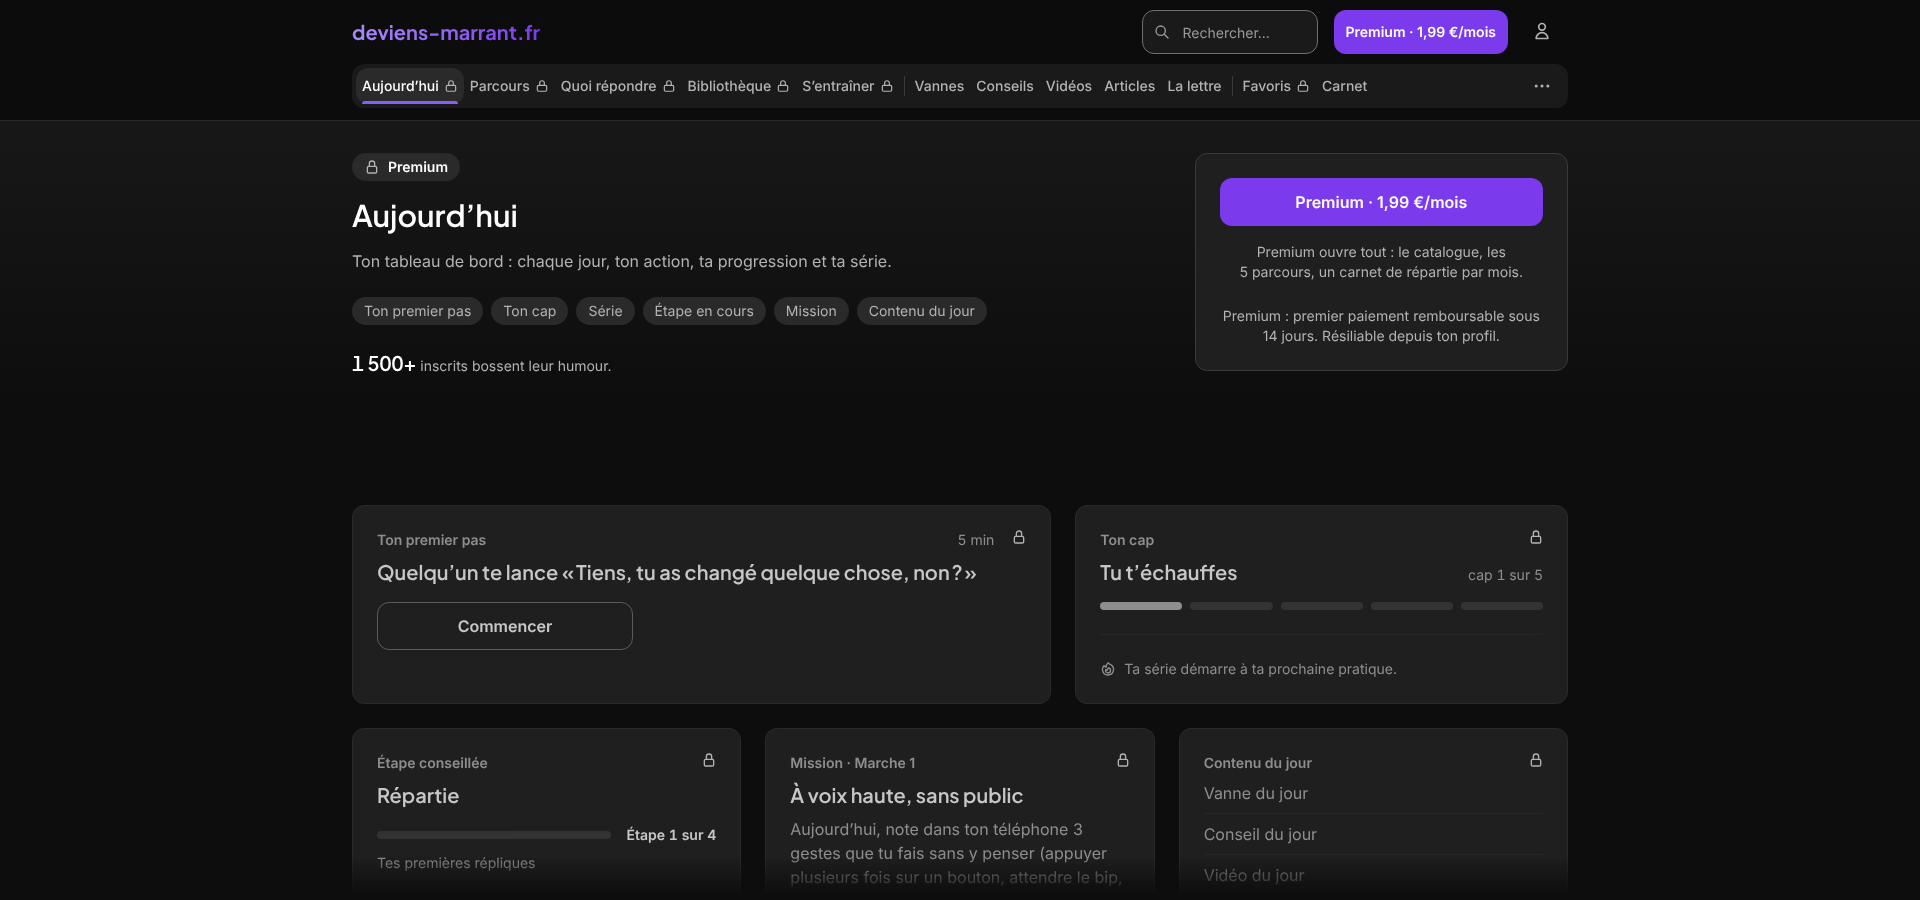 deviens-marrant.fr
Rechercher...
Premium · 1,99 €/mois
Aujourd’hui
Parcours
Quoi répondre
Bibliothèque
S’entraîner
Vannes
Conseils
Vidéos
Articles
La lettre
Favoris
Carnet
Premium
Aujourd’hui
Ton tableau de bord : chaque jour, ton action, ta progression et ta série.
Ton premier pas
Ton cap
Série
Étape en cours
Mission
Contenu du jour
1 500+ inscrits bossent leur humour.
Premium · 1,99 €/mois
Premium ouvre tout : le catalogue, les
5 parcours, un carnet de répartie par mois.
Premium : premier paiement remboursable sous
14 jours. Résiliable depuis ton profil.
Ton premier pas
5 min
Quelqu’un te lance « Tiens, tu as changé quelque chose, non ? »
Commencer
Ton cap
Tu t’échauffes
cap 1 sur 5
Ta série démarre à ta prochaine pratique.
Étape conseillée
Répartie
Étape 1 sur 4
Tes premières répliques
Mission · Marche 1
À voix haute, sans public
Aujourd’hui, note dans ton téléphone 3
gestes que tu fais sans y penser (appuyer
plusieurs fois sur un bouton, attendre le bip,
Contenu du jour
Vanne du jour
Conseil du jour
Vidéo du jour